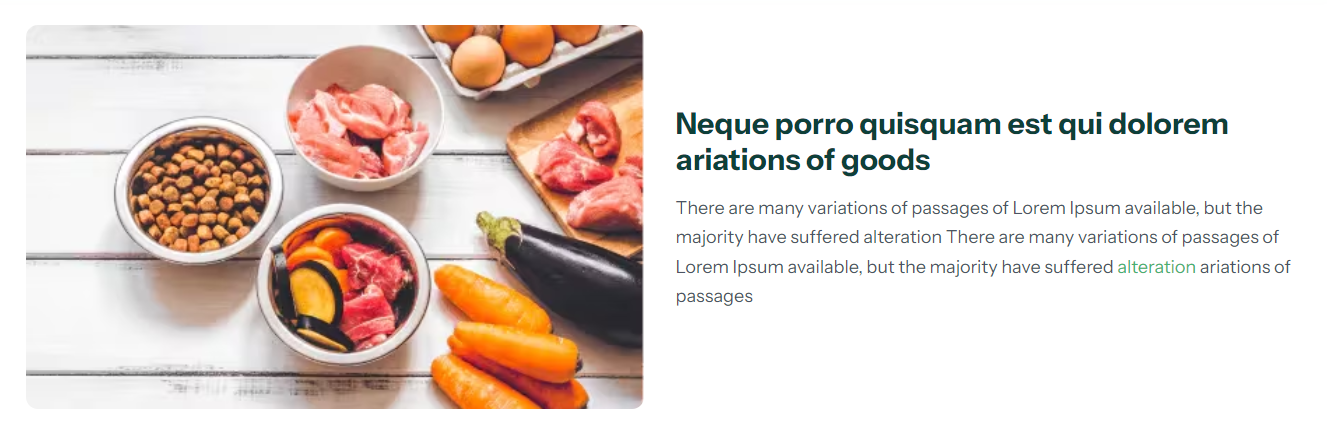 Neque porro quisquam est qui dolorem
ariations of goods
There are many variations of passages of Lorem Ipsum available, but the
majority have suffered alteration There are many variations of passages of
Lorem Ipsum available, but the majority have suffered alteration ariations of
passages